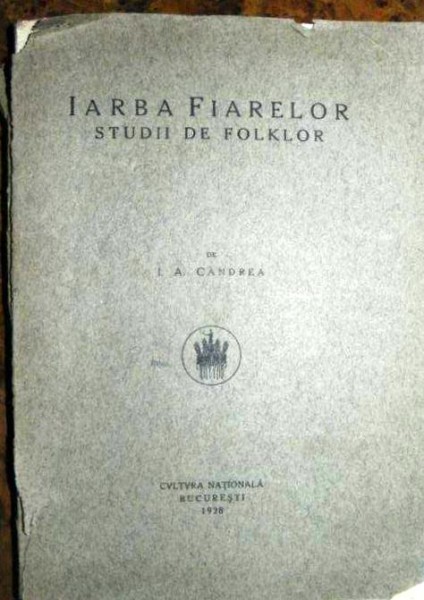 IARBA FIARELOR
STUDII DE FOLKLOR
DE
I. A. CANDREA
CVLTVRA NAȚIONALĂ
BUCUREȘTI
1928